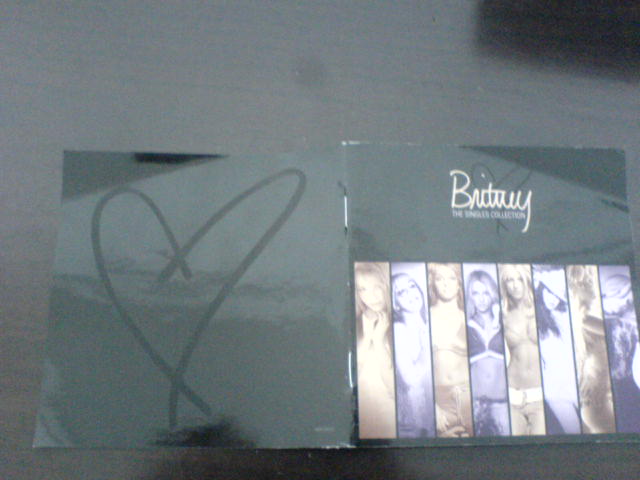 Britney
THE SINGLES COLLECTION